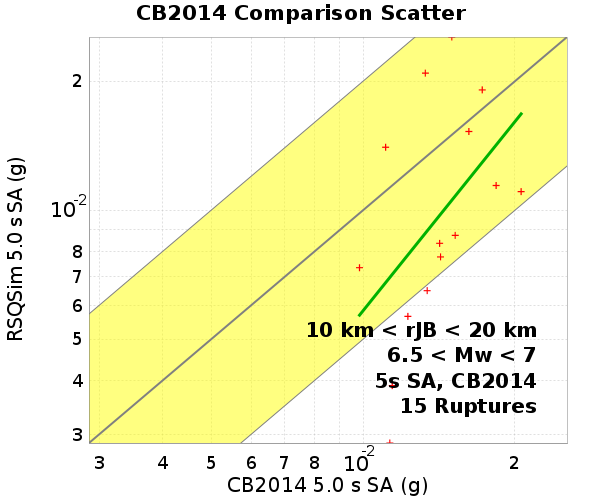 CB2014 Comparison Scatter
RSQSim 5.0 s SA (g)
2
10-2
8
7
6
5
4
3
10 km < rJB < 20 km
6.5 < Mw < 7
5s SA, CB2014
15 Ruptures
3 4 5 6 7 8 10-2 2
CB2014 5.0 s SA (g)